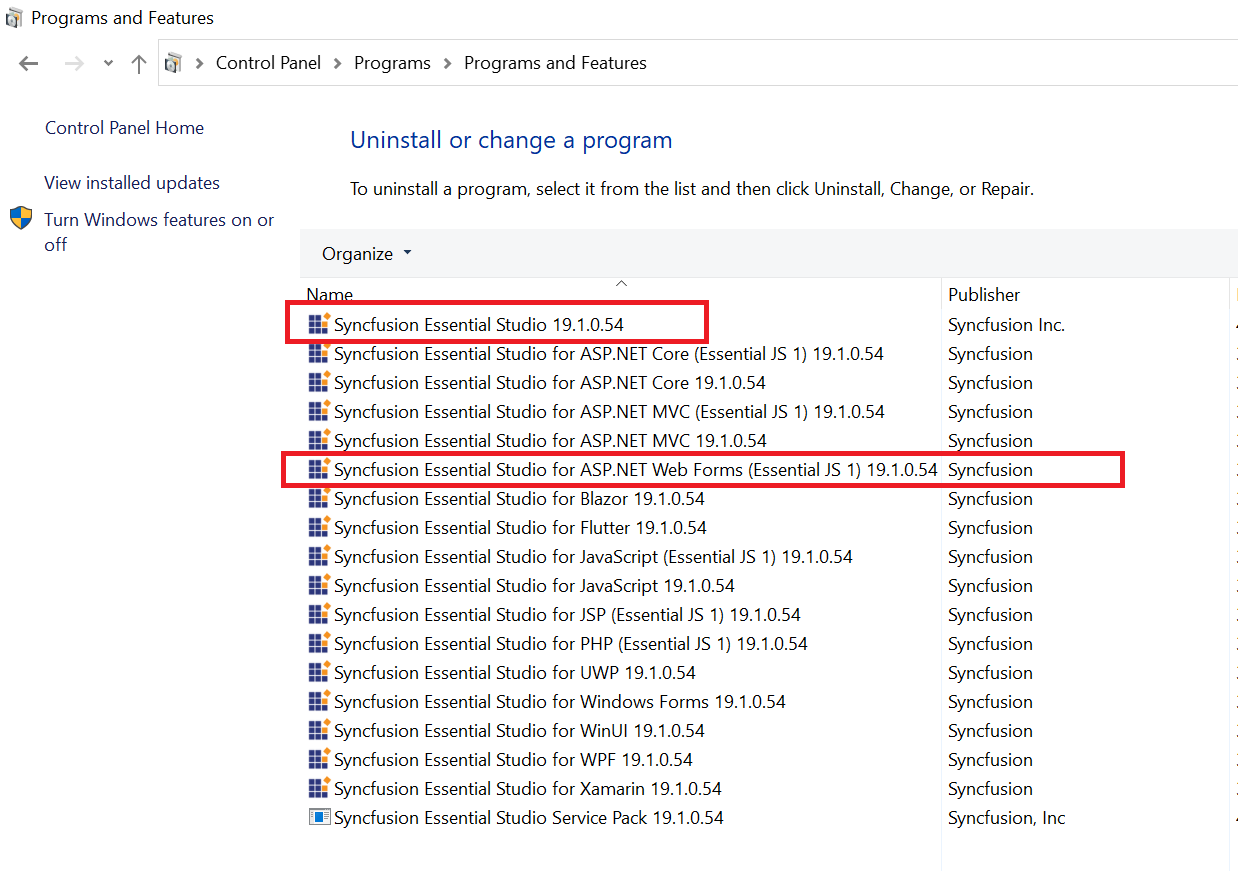 Programs and Features
Control Panel > Programs > Programs and Features
Control Panel Home
View installed updates
Turn Windows features on or
off
Uninstall or change a program
To uninstall a program, select it from the list and then click Uninstall, Change, or Repair.
Organize
Name Publisher
Syncfusion Essential Studio 19.1.0.54 Syncfusion Inc.
Syncfusion Essential Studio for ASP.NET Core (Essential JS 1) 19.1.0.54 Syncfusion
Syncfusion Essential Studio for ASP.NET Core 19.1.0.54 Syncfusion
Syncfusion Essential Studio for ASP.NET MVC (Essential JS 1) 19.1.0.54 Syncfusion
Syncfusion Essential Studio for ASP.NET MVC 19.1.0.54 Syncfusion
Syncfusion Essential Studio for ASP.NET Web Forms (Essential JS 1) 19.1.0.54 Syncfusion
Syncfusion Essential Studio for Blazor 19.1.0.54 Syncfusion
Syncfusion Essential Studio for Flutter 19.1.0.54 Syncfusion
Syncfusion Essential Studio for JavaScript (Essential JS 1) 19.1.0.54 Syncfusion
Syncfusion Essential Studio for JavaScript 19.1.0.54 Syncfusion
Syncfusion Essential Studio for JSP (Essential JS 1) 19.1.0.54 Syncfusion
Syncfusion Essential Studio for PHP (Essential JS 1) 19.1.0.54 Syncfusion
Syncfusion Essential Studio for UWP 19.1.0.54 Syncfusion
Syncfusion Essential Studio for Windows Forms 19.1.0.54 Syncfusion
Syncfusion Essential Studio for WinUI 19.1.0.54 Syncfusion
Syncfusion Essential Studio for WPF 19.1.0.54 Syncfusion
Syncfusion Essential Studio for Xamarin 19.1.0.54 Syncfusion
Syncfusion Essential Studio Service Pack 19.1.0.54 Syncfusion, Inc